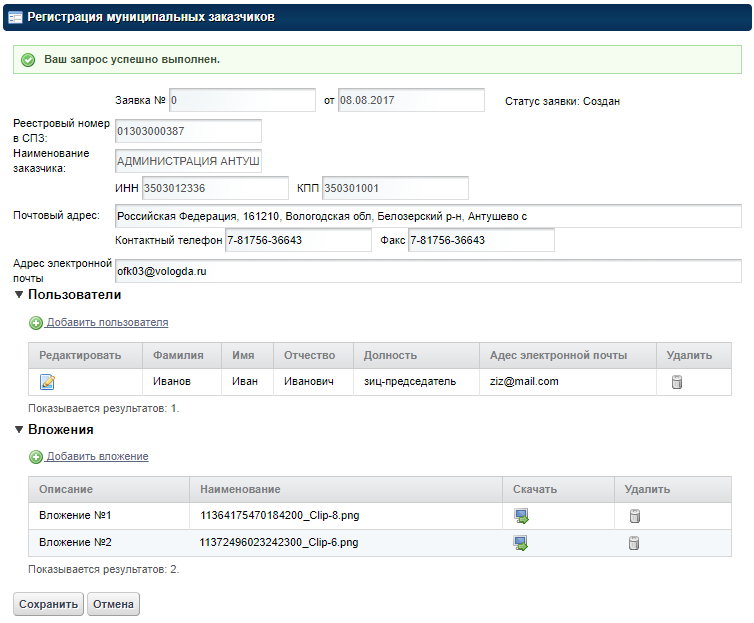 Регистрация муниципальных заказчиков
Ваш запрос успешно выполнен.
Заявка № 0 от 08.08.2017 Статус заявки: Создан
Реестровый номер в СПЗ: 01303000387
Наименование заказчика: АДМИНИСТРАЦИЯ АНТУШ
ИНН 3503012336 КПП 350301001
Почтовый адрес: Российская Федерация, 161210, Вологодская обл, Белозерский р-н, Антушево с
Контактный телефон 7-81756-36643 Факс 7-81756-36643
Адрес электронной почты ofk03@vologda.ru
Пользователи
Добавить пользователя
Редактировать Фамилия Имя Отчество Долность Адес электронной почты Удалить
Иванов Иван Иванович зиц-председатель ziz@mail.com
Показывается результатов: 1.
Вложения
Добавить вложение
Описание Наименование Скачать Удалить
Вложение №1 11364175470184200_Clip-8.png
Вложение №2 11372496023242300_Clip-6.png
Показывается результатов: 2.
Сохранить Отмена